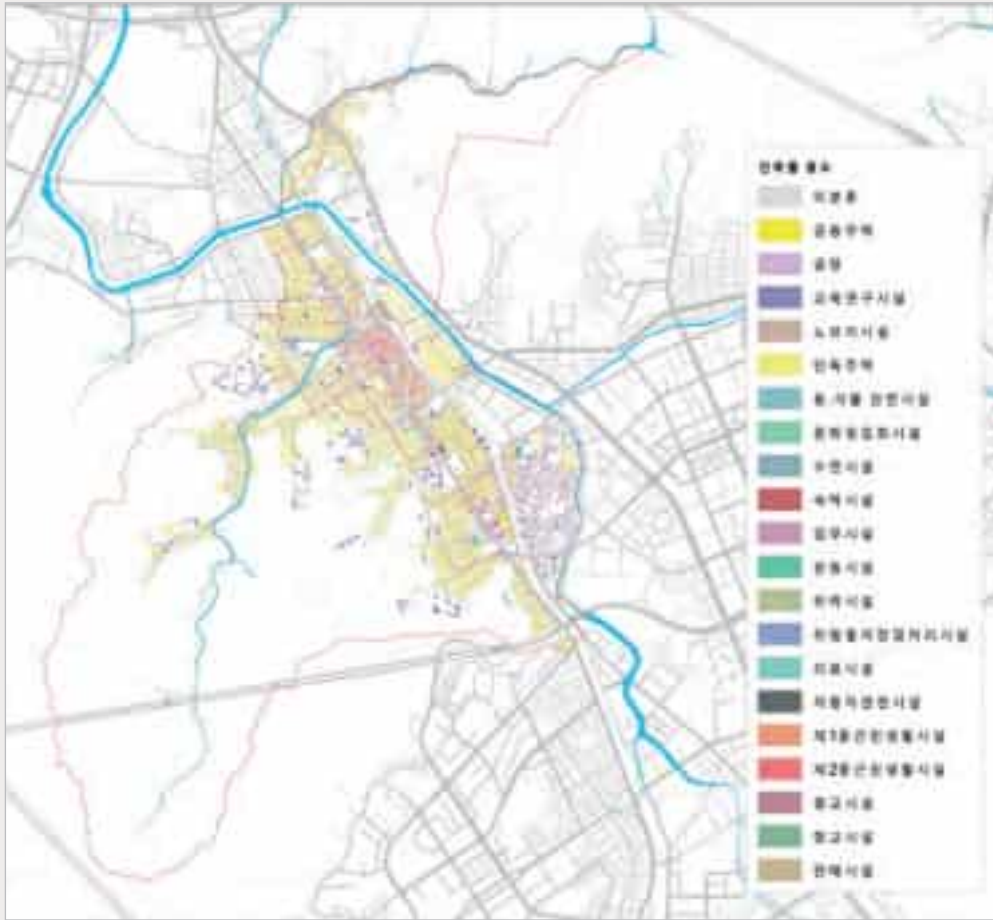 건축물 용도
미분류
공동주택
공장
교육연구시설
노유자시설
단독주택
동.식물 관련시설
문화및집회시설
수련시설
숙박시설
업무시설
운동시설
위락시설
위험물저장및처리시설
의료시설
자동차관련시설
제1종근린생활시설
제2종근린생활시설
종교시설
판매시설